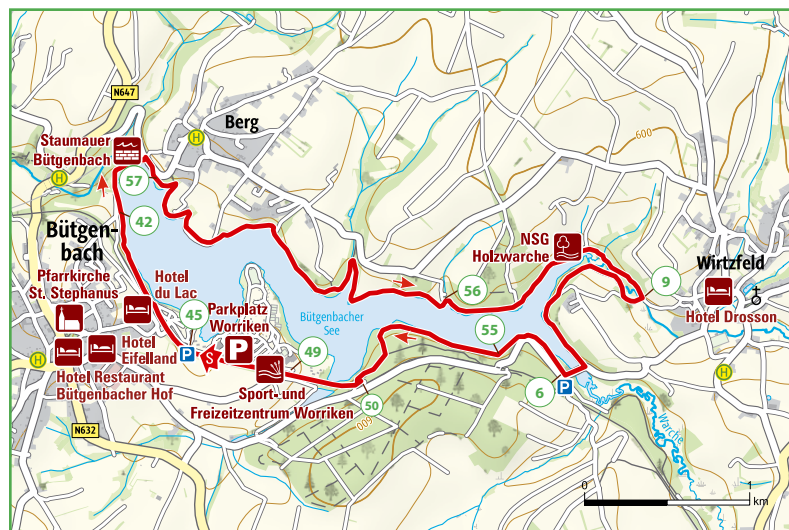 N647
Berg
H
Staumauer
Bütgenbach
H
57
42
600
Bütgen-
bach
NSG
Holzwarche
Pfarrkirche
St. Stephanus
Hotel
du Lac
Wirtzfeld
9
56
45
Parkplatz
Worriken
P
Bütgenbacher
See
Hotel Drosson
55
49
Hotel
Eifelland
P
S
H
Hotel Restaurant
Bütgenbacher Hof
Sport- und
Freizeitzentrum Worriken
6
P
H
50
600
Warche
N632
0
1
km